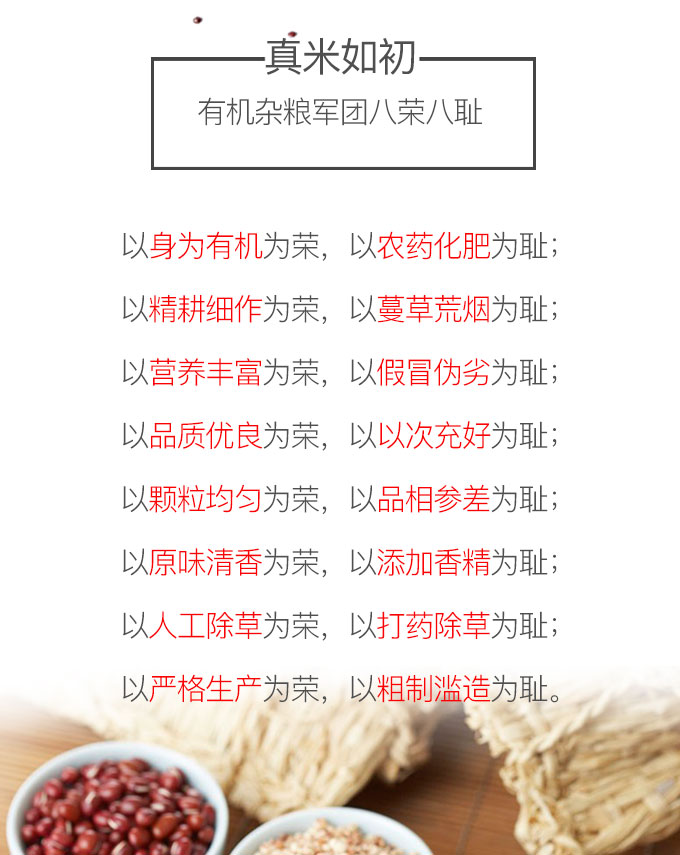 真米如初
有机杂粮军团八荣八耻
以身为有机为荣，以农药化肥为耻；
以精耕细作为荣，以蔓草荒烟为耻；
以营养丰富为荣，以假冒伪劣为耻；
以品质优良为荣，以以次充好为耻；
以颗粒均匀为荣，以品相参差为耻；
以原味清香为荣，以添加香精为耻；
以人工除草为荣，以打药除草为耻；
以严格生产为荣，以粗制滥造为耻。